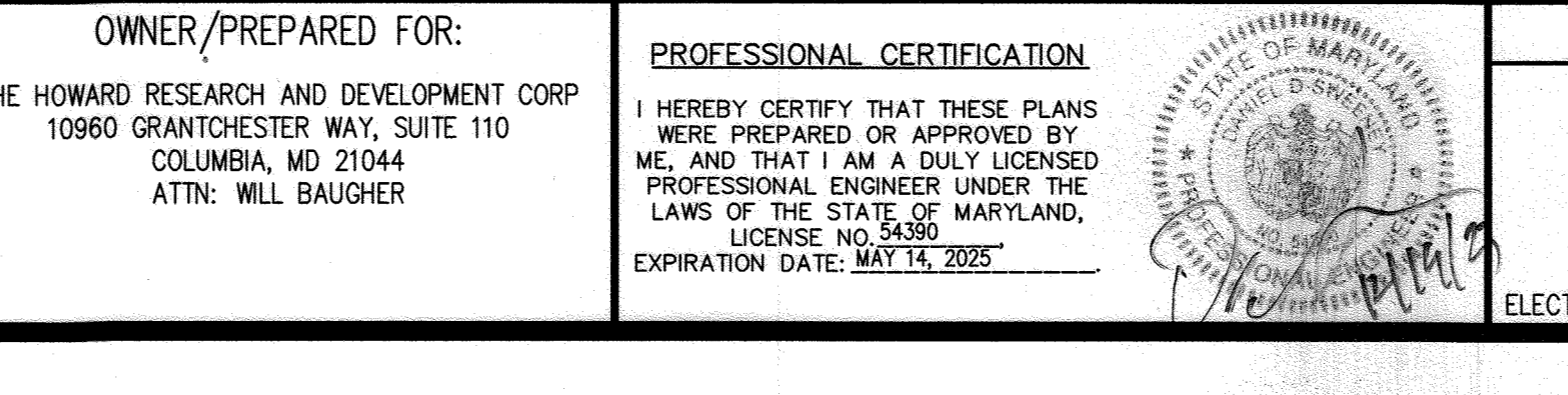 OWNER/PREPARED FOR:
HE HOWARD RESEARCH AND DEVELOPMENT CORP
10960 GRANTCHESTER WAY, SUITE 110
COLUMBIA, MD 21044
ATTN: WILL BAUGHER
PROFESSIONAL CERTIFICATION
I HEREBY CERTIFY THAT THESE PLANS
WERE PREPARED OR APPROVED BY
ME, AND THAT I AM A DULY LICENSED
PROFESSIONAL ENGINEER UNDER THE
LAWS OF THE STATE OF MARYLAND,
LICENSE NO. 54390,
EXPIRATION DATE: MAY 14, 2025.
STATE OF MARYLAND
DANIEL D SWEENEY
NO.
PROFESSIONAL ENGINEER
ELECT